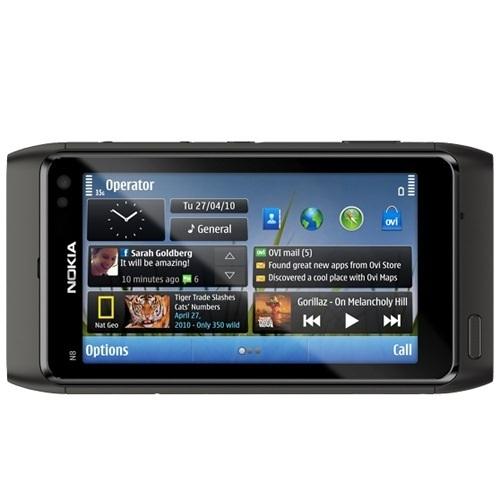 3.5G Operator
Tu 27/04/10
General
ovi
f Sarah Goldberg
It will be amazing!
10 minutes ago 6
OVI mail (5)
Found great new apps from Ovi Store
Discovered a cool place with Ovi Maps
Nat Geo
Tiger Trade Slashes
Cats' Numbers
April 27,
2010 - Only 350 wild
Gorillaz - On Melancholy Hill
Options
Call
NOKIA
N8